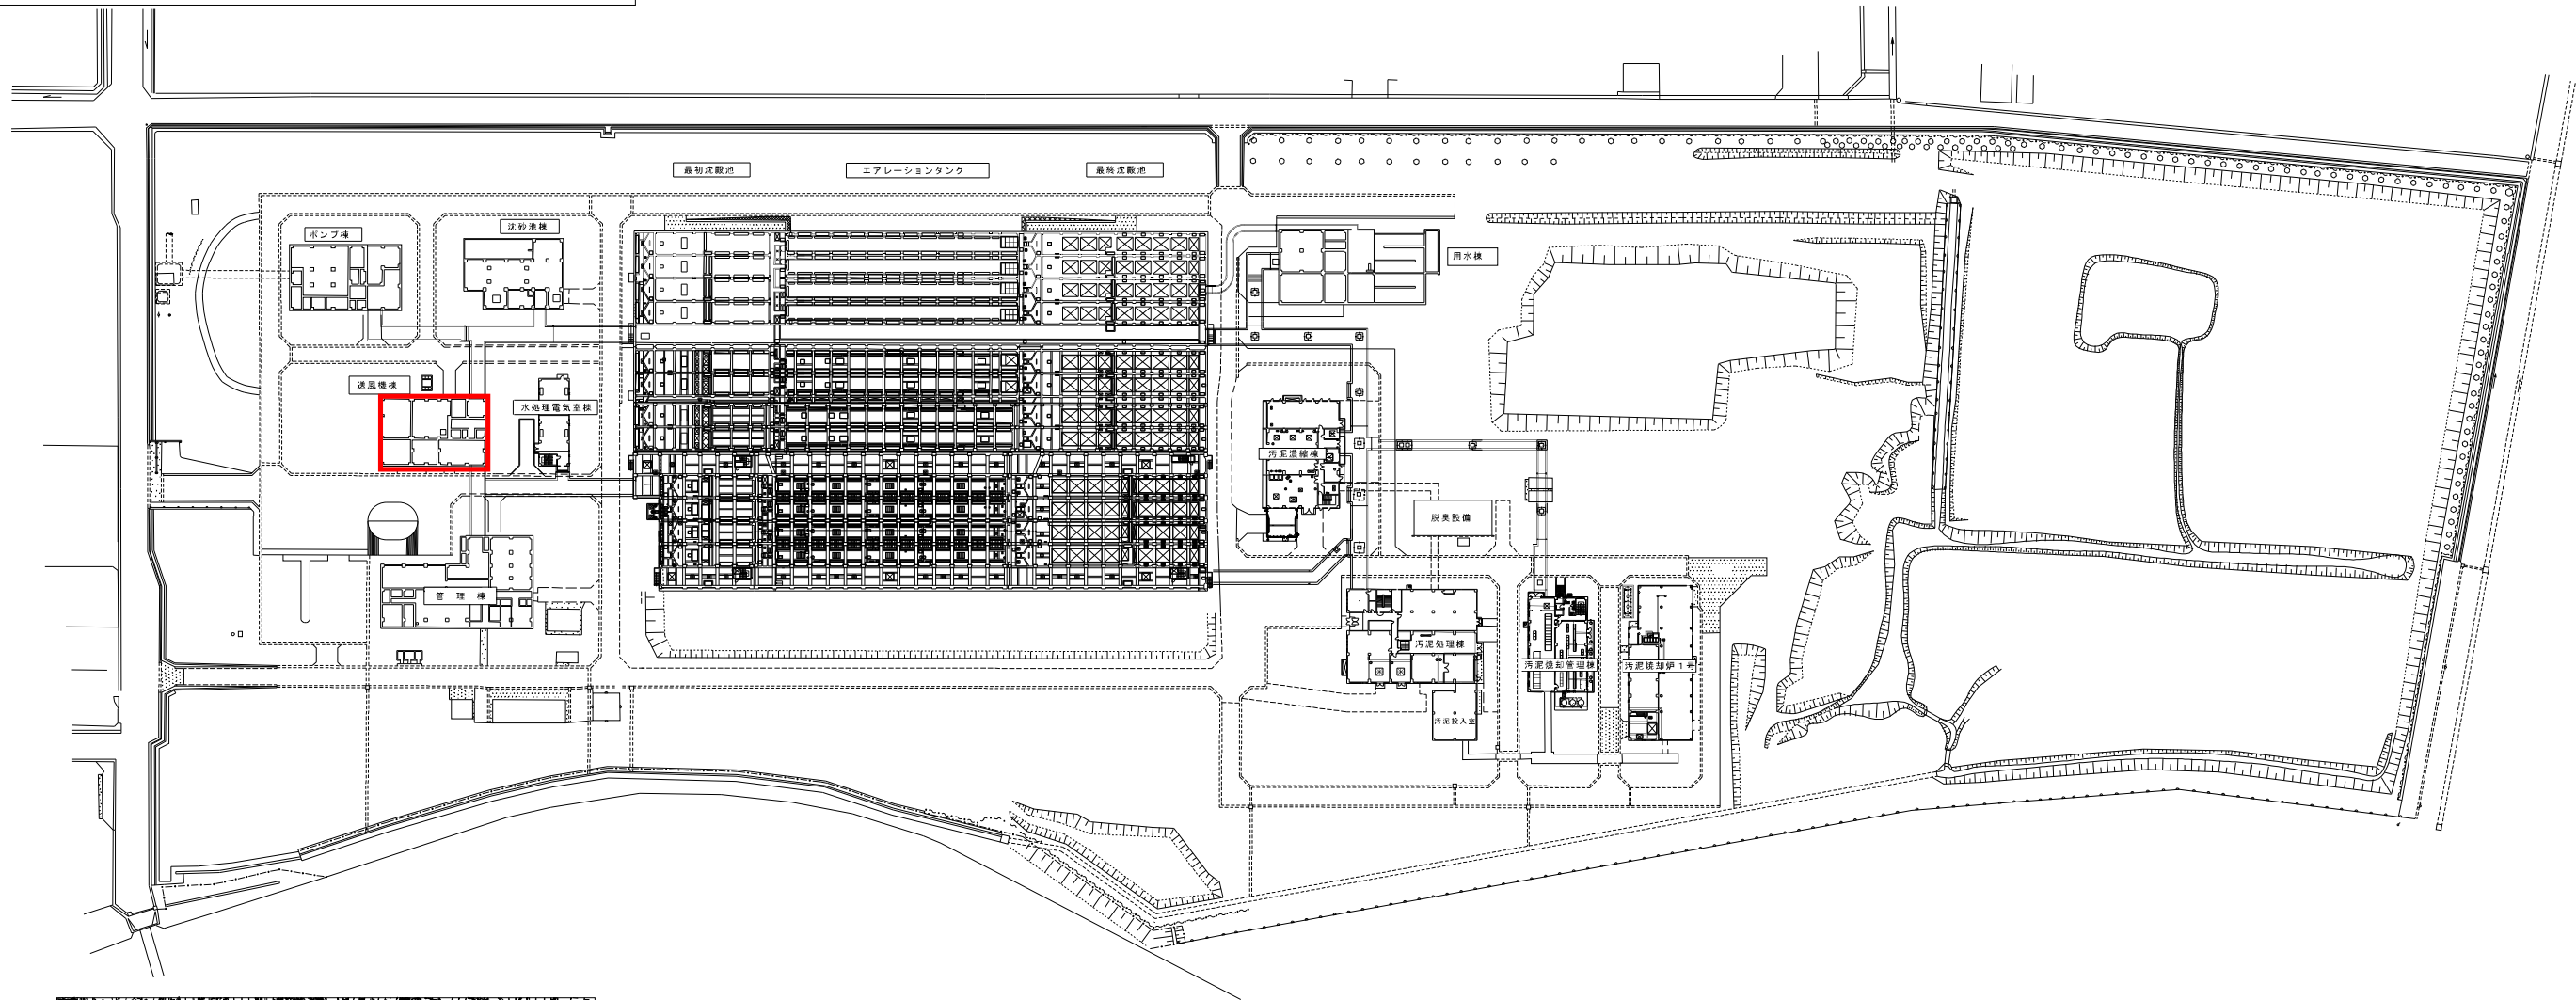 最初沈殿池
エアレーションタンク
最終沈殿池
ポンプ棟
沈砂池棟
用水棟
送風機棟
水処理電気室棟
汚泥濃縮棟
脱臭設備
管理棟
汚泥処理棟
汚泥焼却管理棟
汚泥焼却炉1号
汚泥投入室